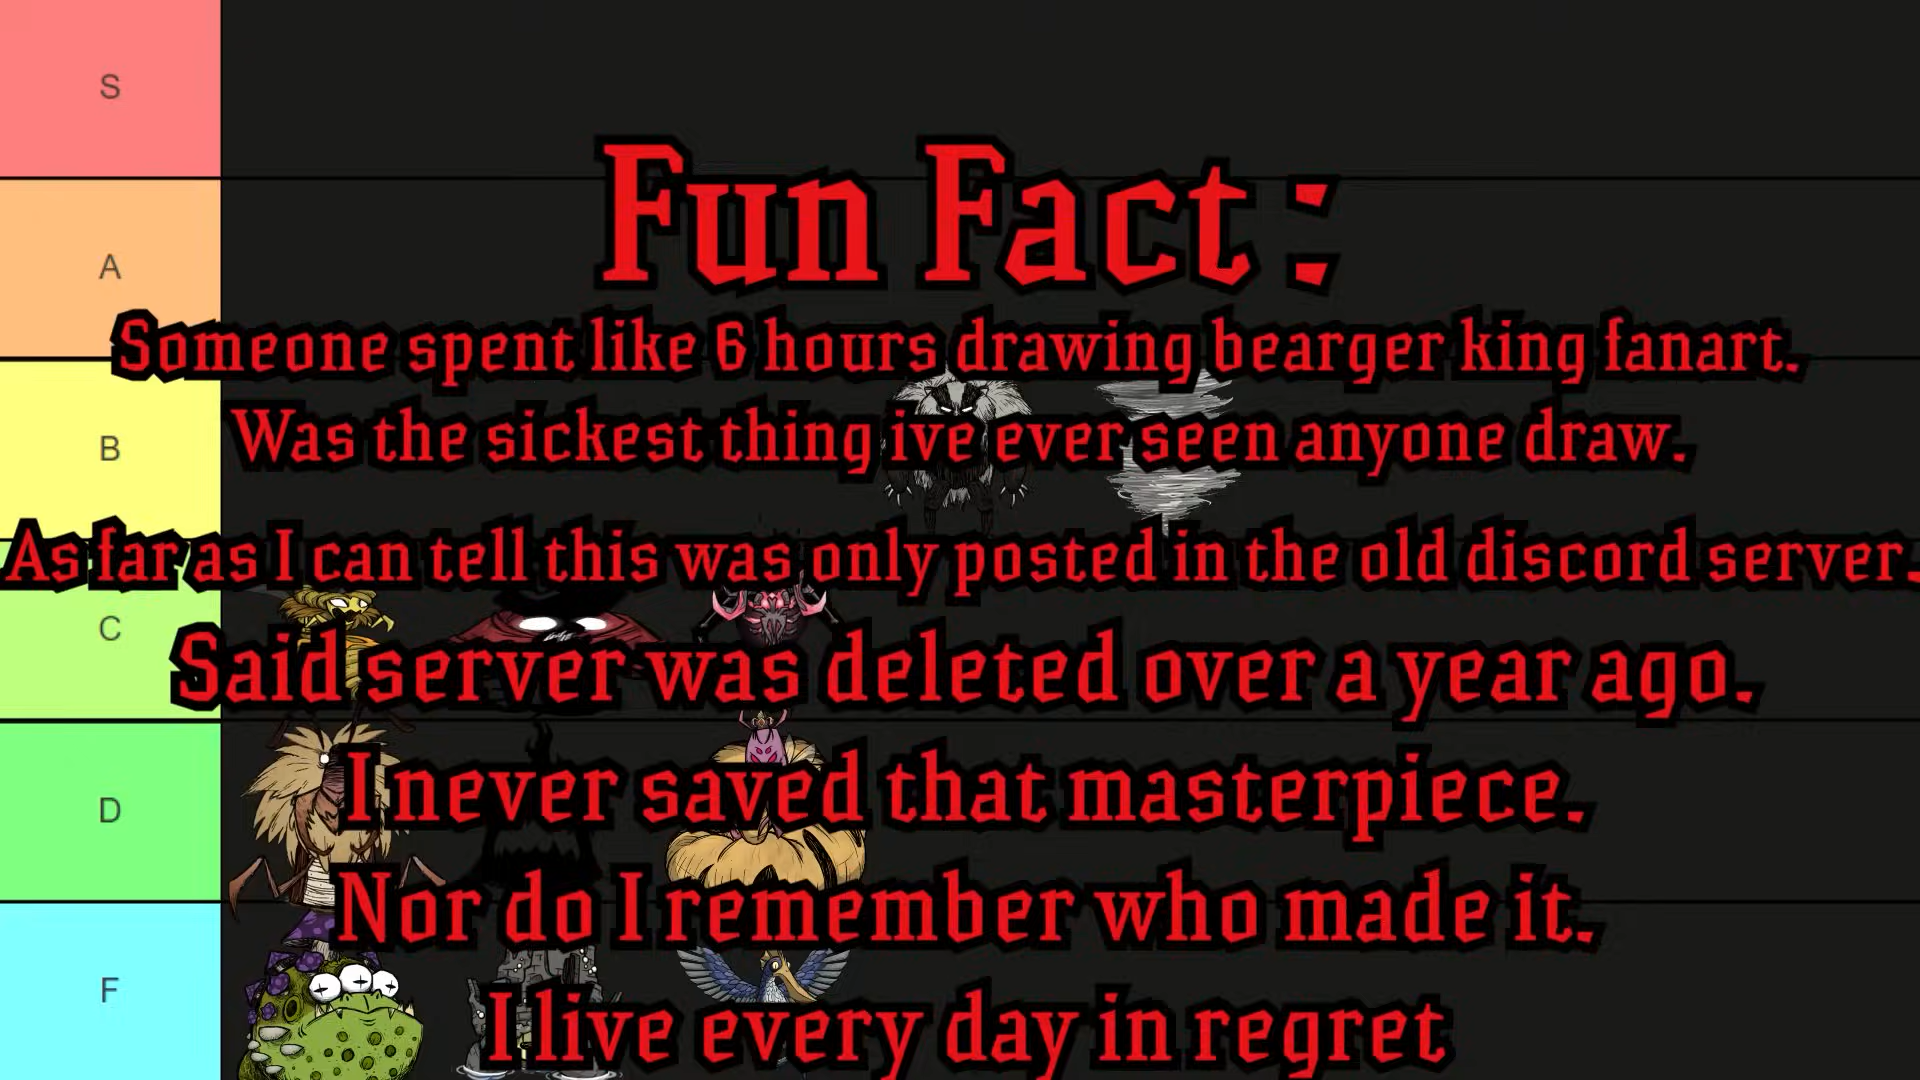 S
Fun Fact :
A
Someone spent like 6 hours drawing bearger king fanart.
B
Was the sickest thing ive ever seen anyone draw.
As far as I can tell this was only posted in the old discord server.
C
Said server was deleted over a year ago.
D
I never saved that masterpiece.
Nor do I remember who made it.
F
I live every day in regret